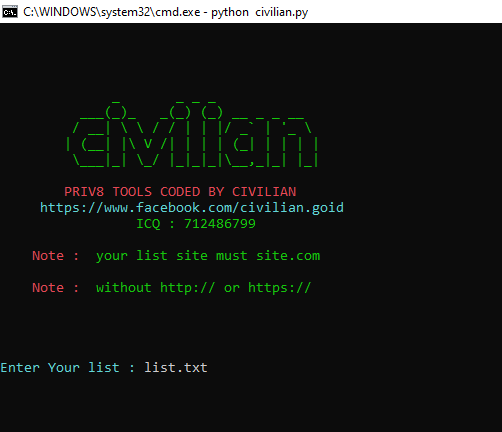 C:\WINDOWS\system32\cmd.exe - python  civilian.py
civilian
PRIV8 TOOLS CODED BY CIVILIAN
https://www.facebook.com/civilian.goid
ICQ : 712486799
Note :  your list site must site.com
Note :  without http:// or https://
Enter Your list : list.txt